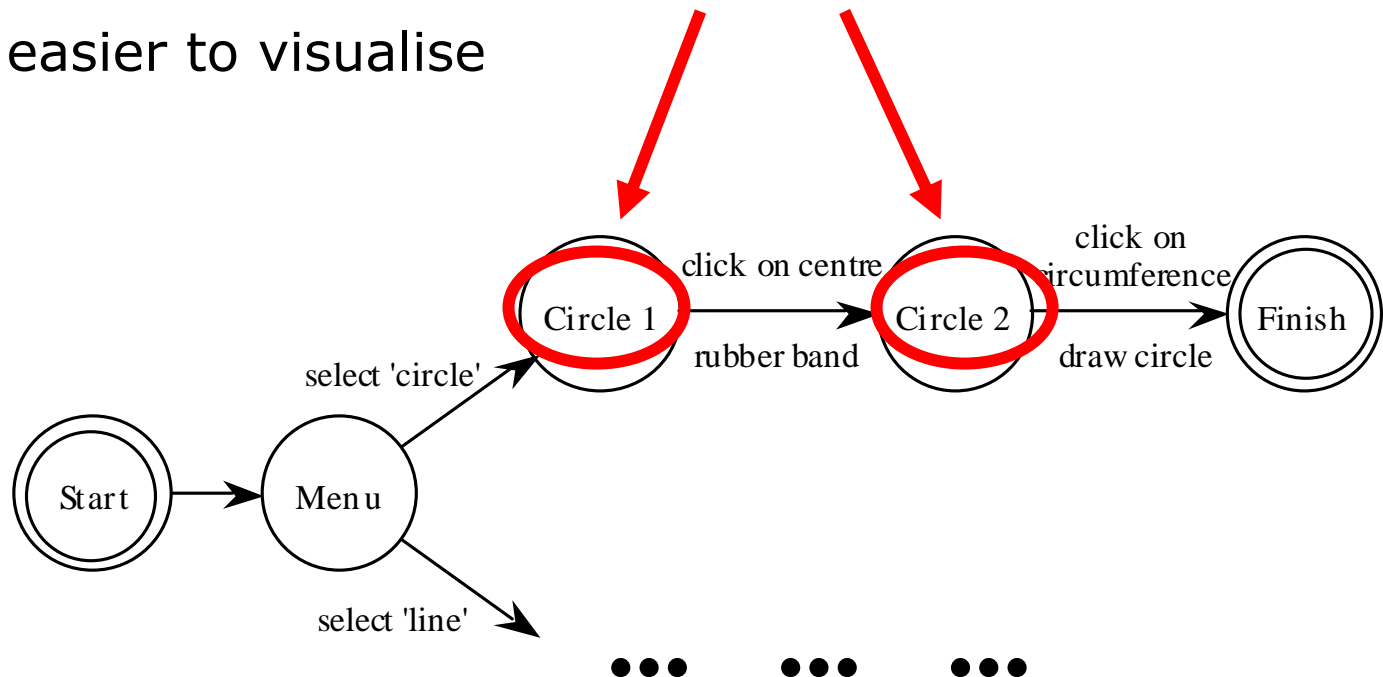 easier to visualise
click on
circumference
click on centre
Circle 1
Circle 2
Finish
rubber band
draw circle
select 'circle'
Start
Menu
select 'line'